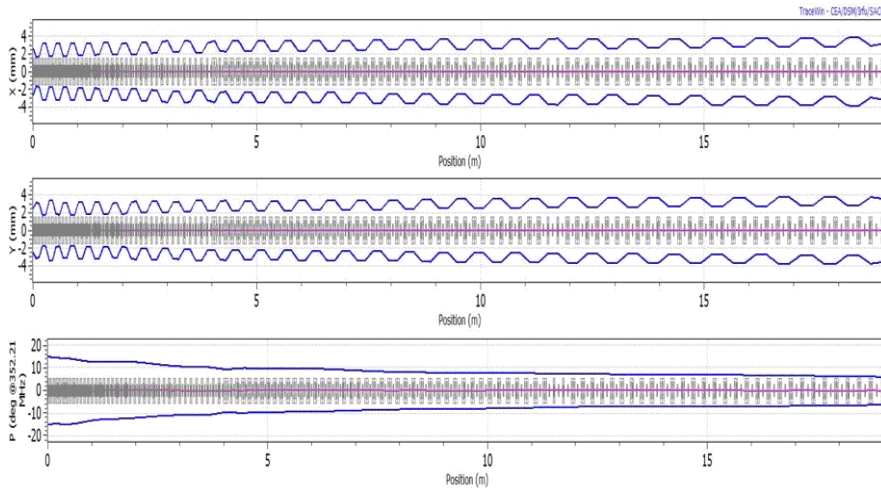 TraceWin - CEA/DSM/Irfu/SACM
X (mm)
4
2
0
-2
-4
0 5 10 15
Position (m)
Y (mm)
4
2
0
-2
-4
0 5 10 15
Position (m)
P (deg @352.21
MHz)
20
10
0
-10
-20
0 5 10 15
Position (m)